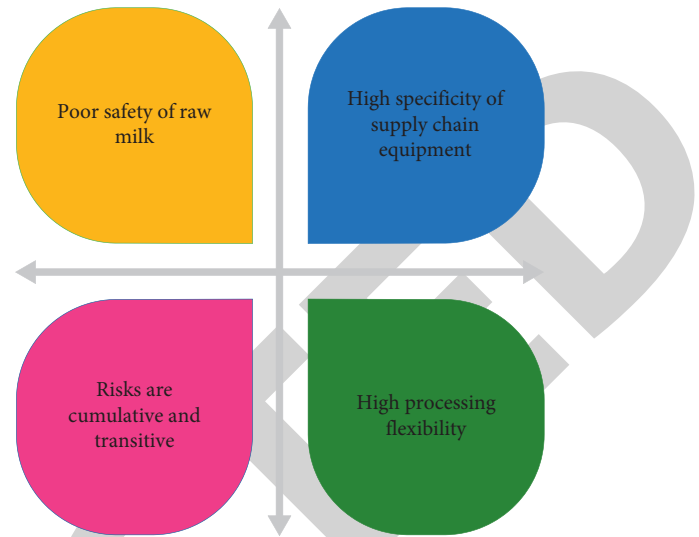 Poor safety of raw
milk
High specificity of
supply chain
equipment
Risks are
cumulative and
transitive
High processing
flexibility